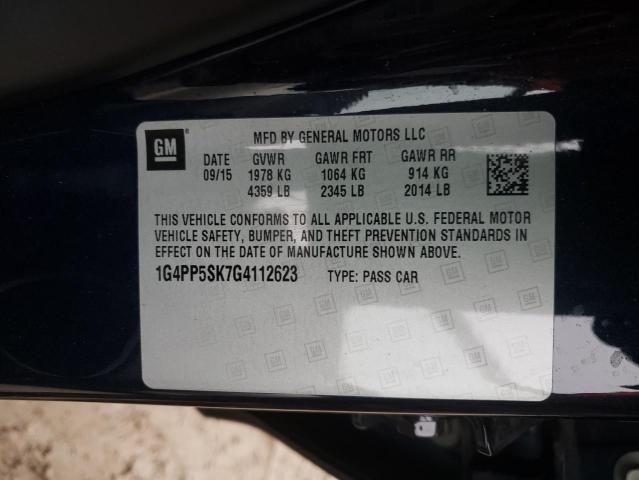 GM
MFD BY GENERAL MOTORS LLC
DATE GVWR GAWR FRT GAWR RR
09/15 1978 KG 1064 KG 914 KG
4359 LB 2345 LB 2014 LB
THIS VEHICLE CONFORMS TO ALL APPLICABLE U.S. FEDERAL MOTOR
VEHICLE SAFETY, BUMPER, AND THEFT PREVENTION STANDARDS IN
EFFECT ON THE DATE OF MANUFACTURE SHOWN ABOVE.
1G4PP5SK7G4112623 TYPE: PASS CAR